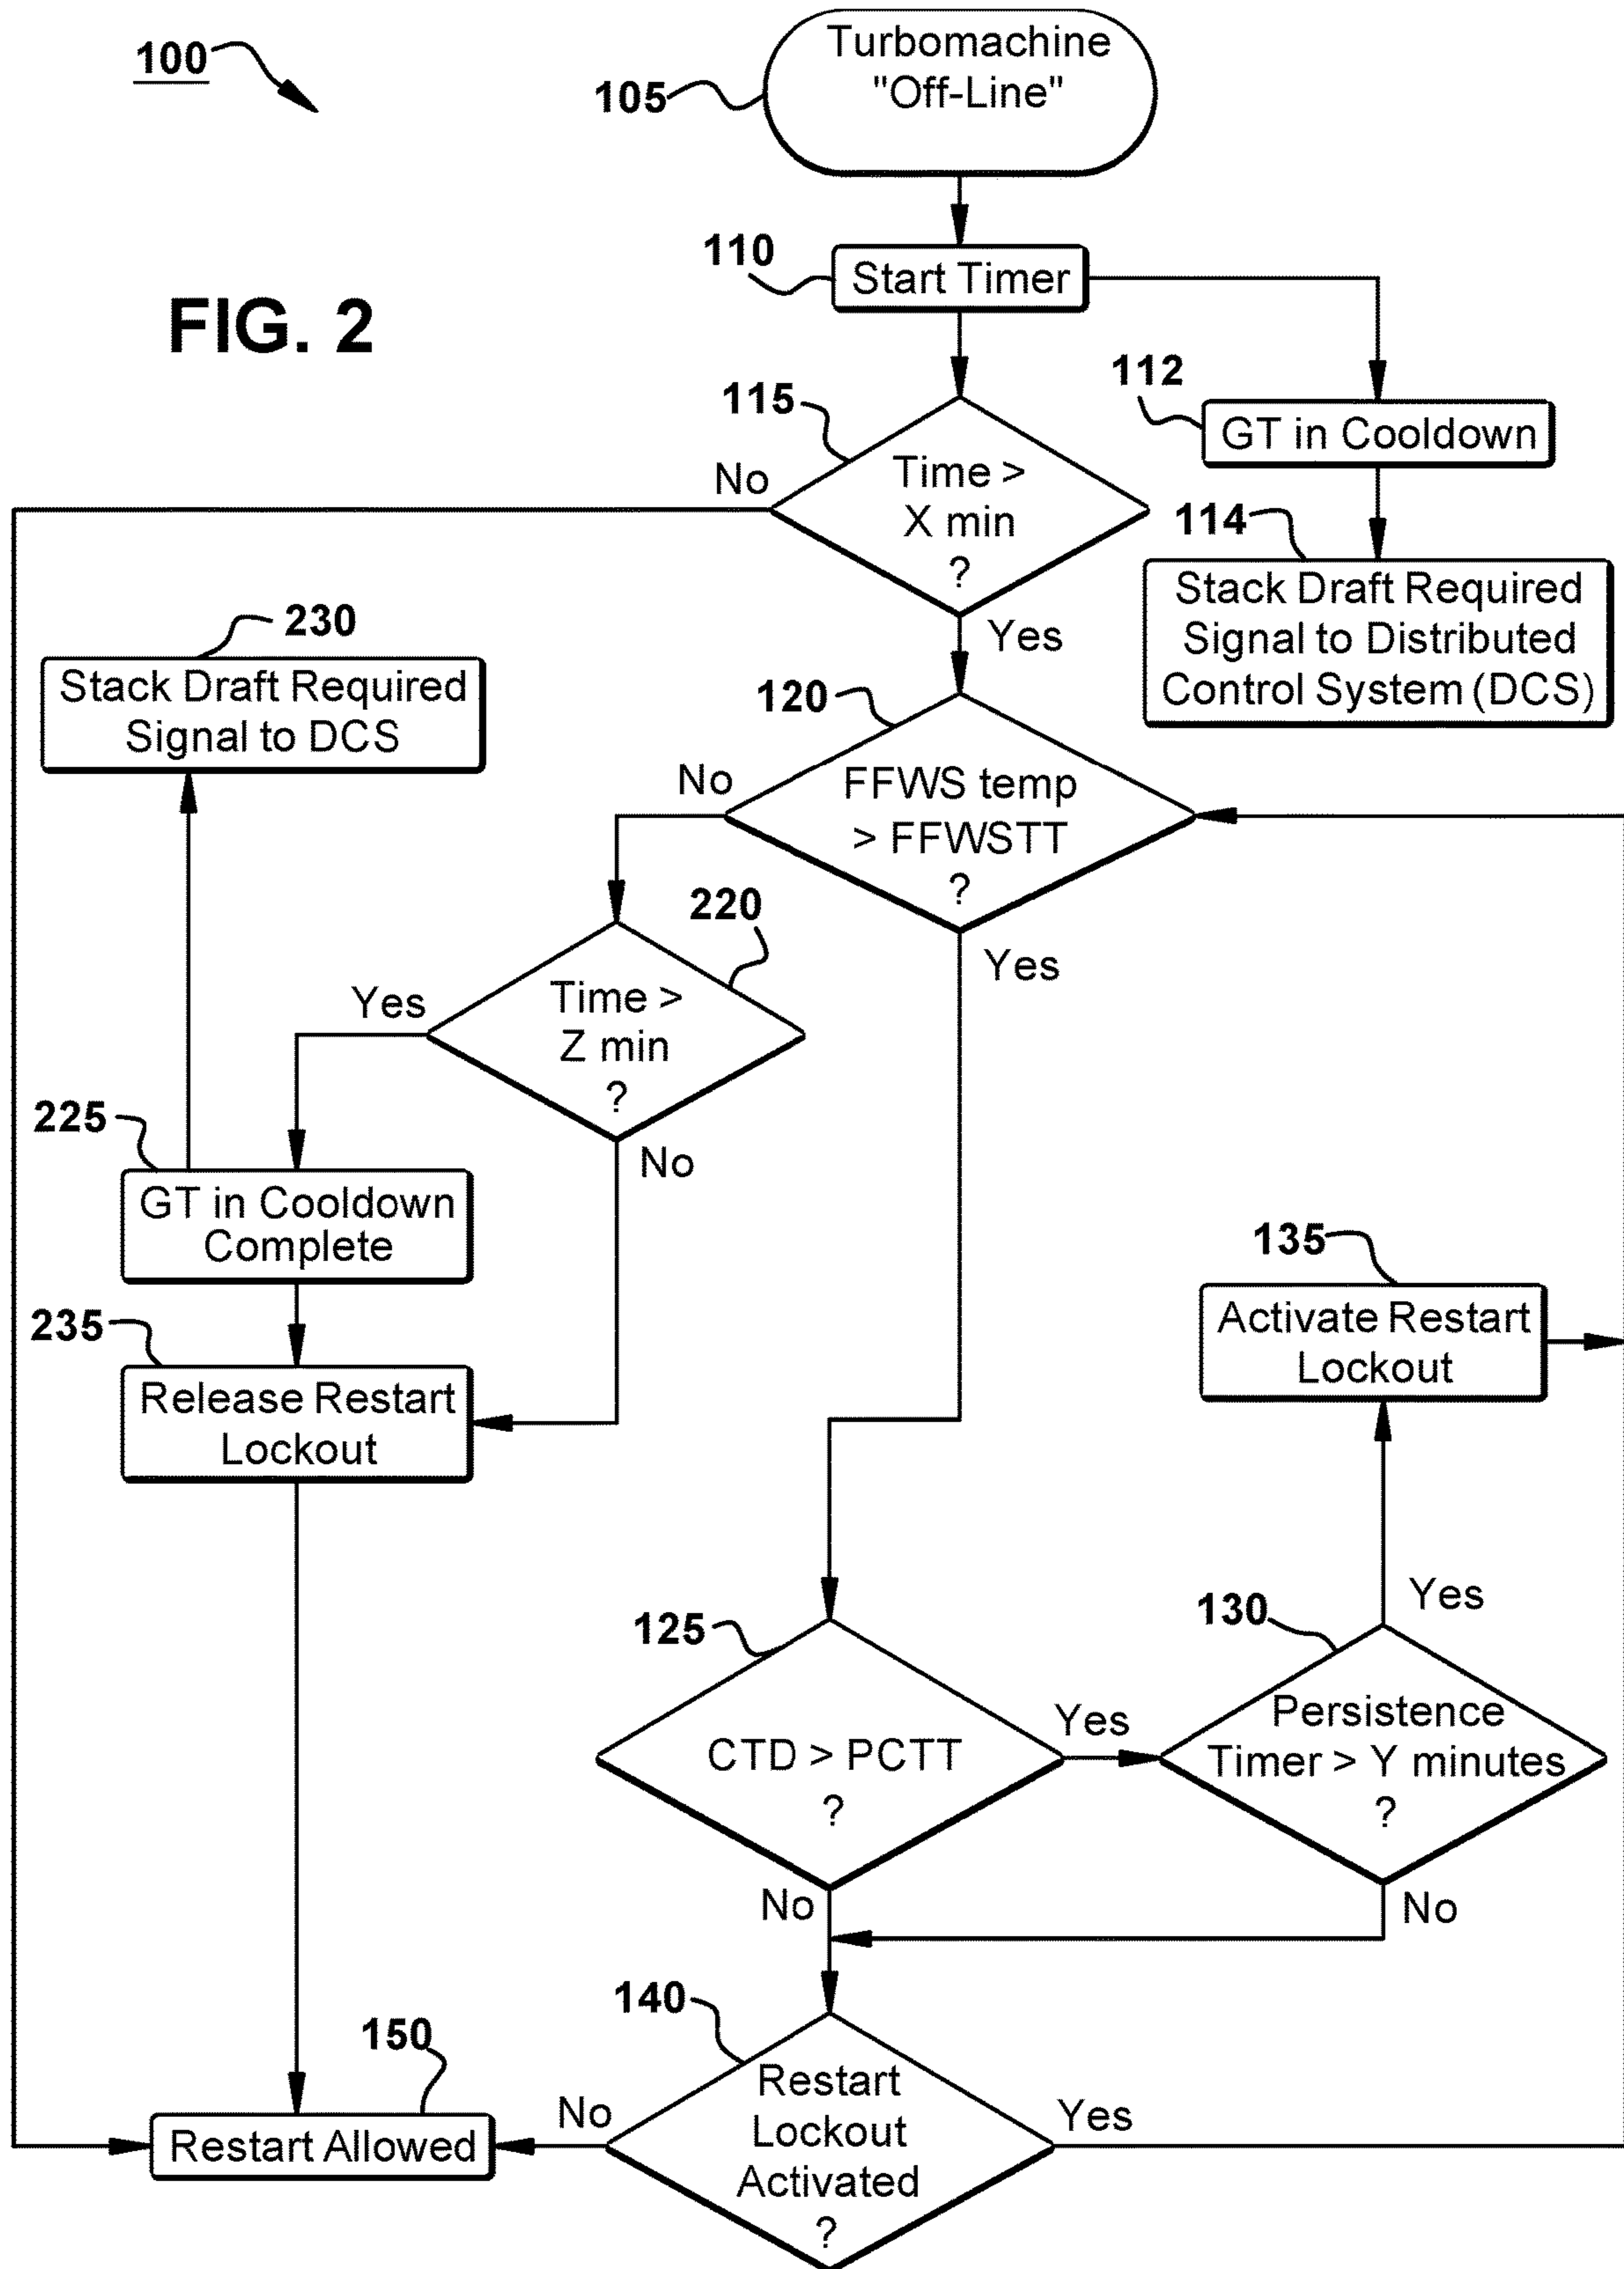 100
105
Turbomachine
"Off-Line"
110
Start Timer
FIG. 2
112
GT in Cooldown
115
Time >
X min
?
No
Yes
114
Stack Draft Required
Signal to Distributed
Control System (DCS)
230
Stack Draft Required
Signal to DCS
120
FFWS temp
> FFWSTT
?
No
Yes
220
Time >
Z min
?
Yes
No
225
GT in Cooldown
Complete
235
Release Restart
Lockout
135
Activate Restart
Lockout
125
CTD > PCTT
?
Yes
No
130
Persistence
Timer > Y minutes
?
Yes
No
140
Restart
Lockout
Activated
?
No
Yes
150
Restart Allowed